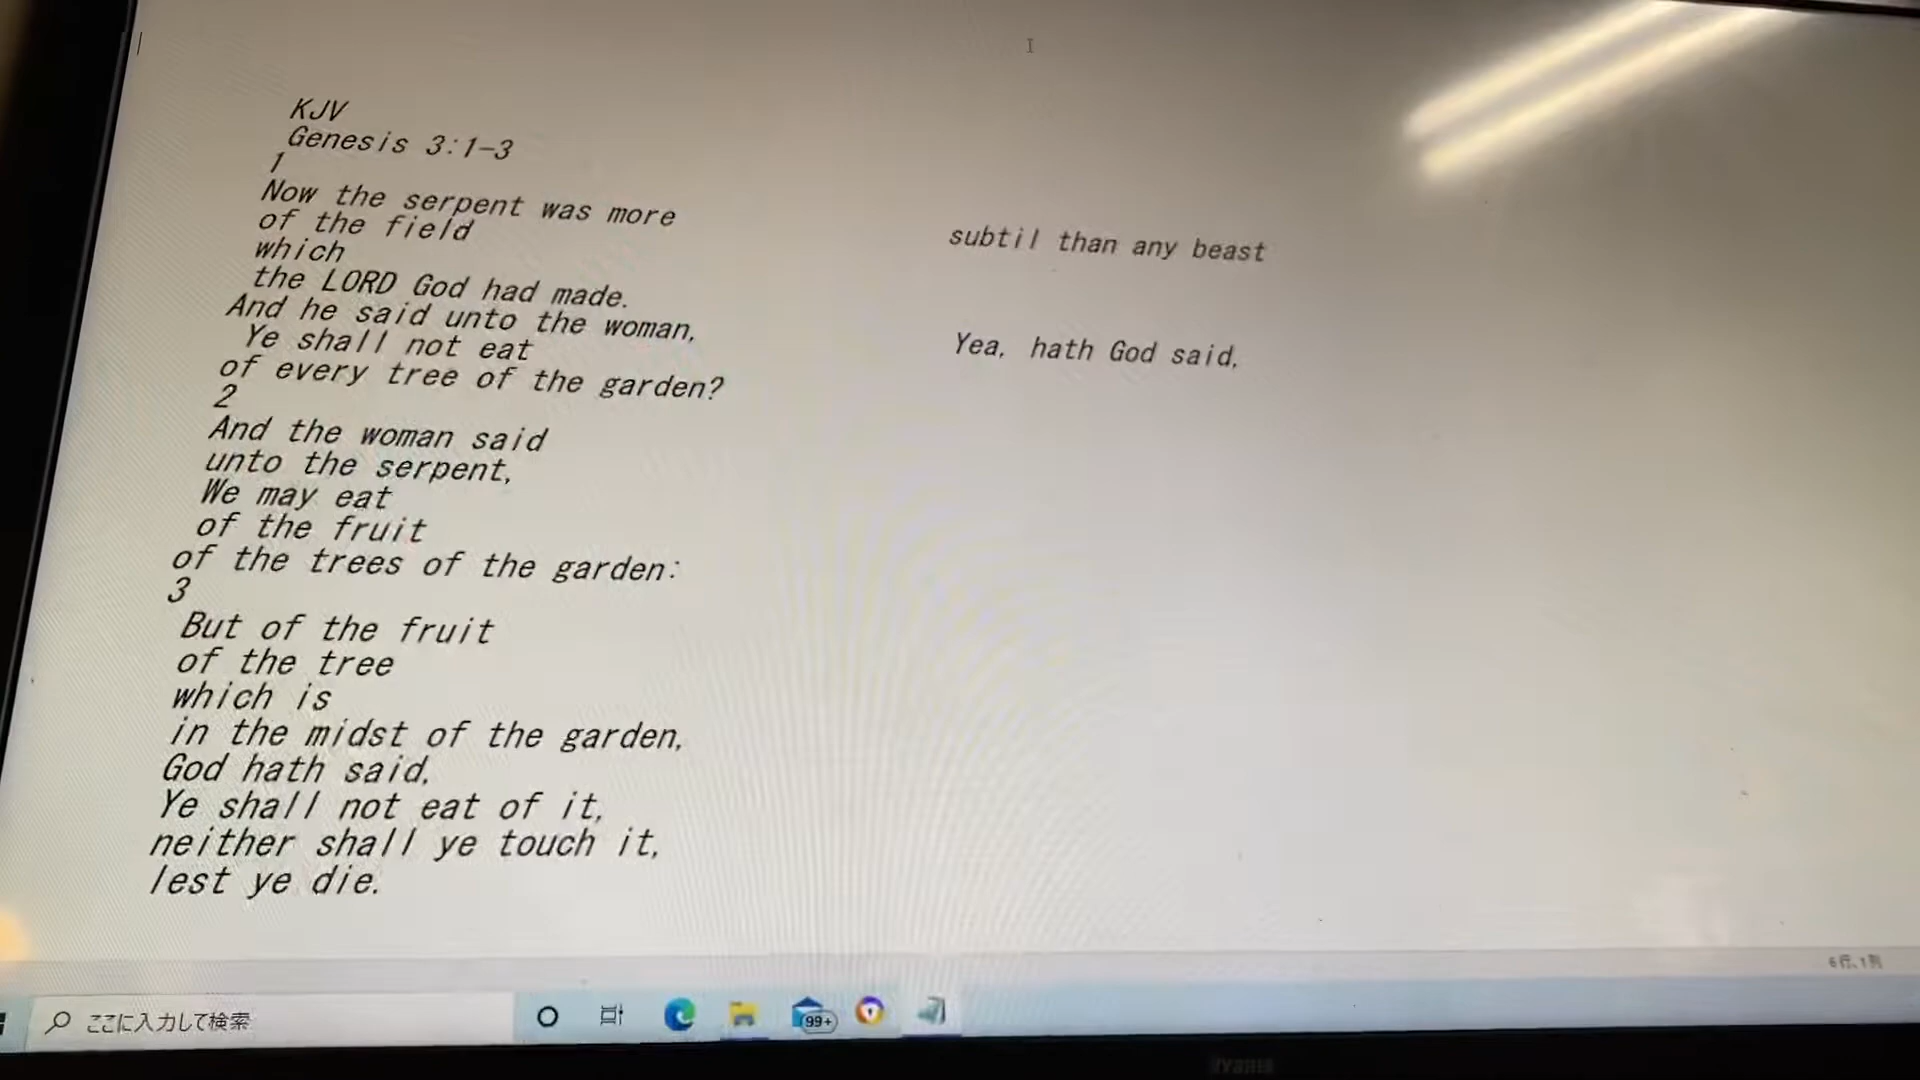 KJV
Genesis 3:1-3
1
Now the serpent was more subtil than any beast
of the field
which
the LORD God had made.
And he said unto the woman, Yea, hath God said,
Ye shall not eat
of every tree of the garden?
2
And the woman said
unto the serpent,
We may eat
of the fruit
of the trees of the garden:
3
But of the fruit
of the tree
which is
in the midst of the garden,
God hath said,
Ye shall not eat of it,
neither shall ye touch it,
lest ye die.
6行、1列
ここに入力して検索
99+